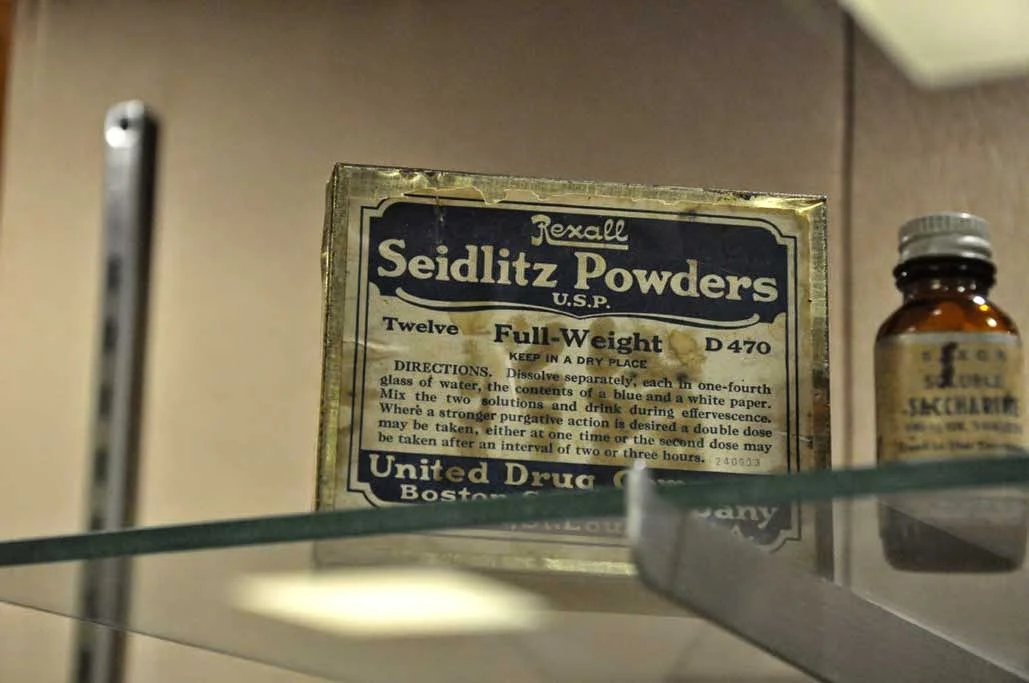 Rexall
Seidlitz Powders
U.S.P.
Twelve Full-Weight D 470
KEEP IN A DRY PLACE
DIRECTIONS. Dissolve separately, each in one-fourth
glass of water, the contents of a blue and a white paper.
Mix the two solutions and drink during effervescence.
Where a stronger purgative action is desired a double dose
may be taken, either at one time or the second dose may
be taken after an interval of two or three hours.
United Drug
Boston
SOLUBLE
SACCHARINE